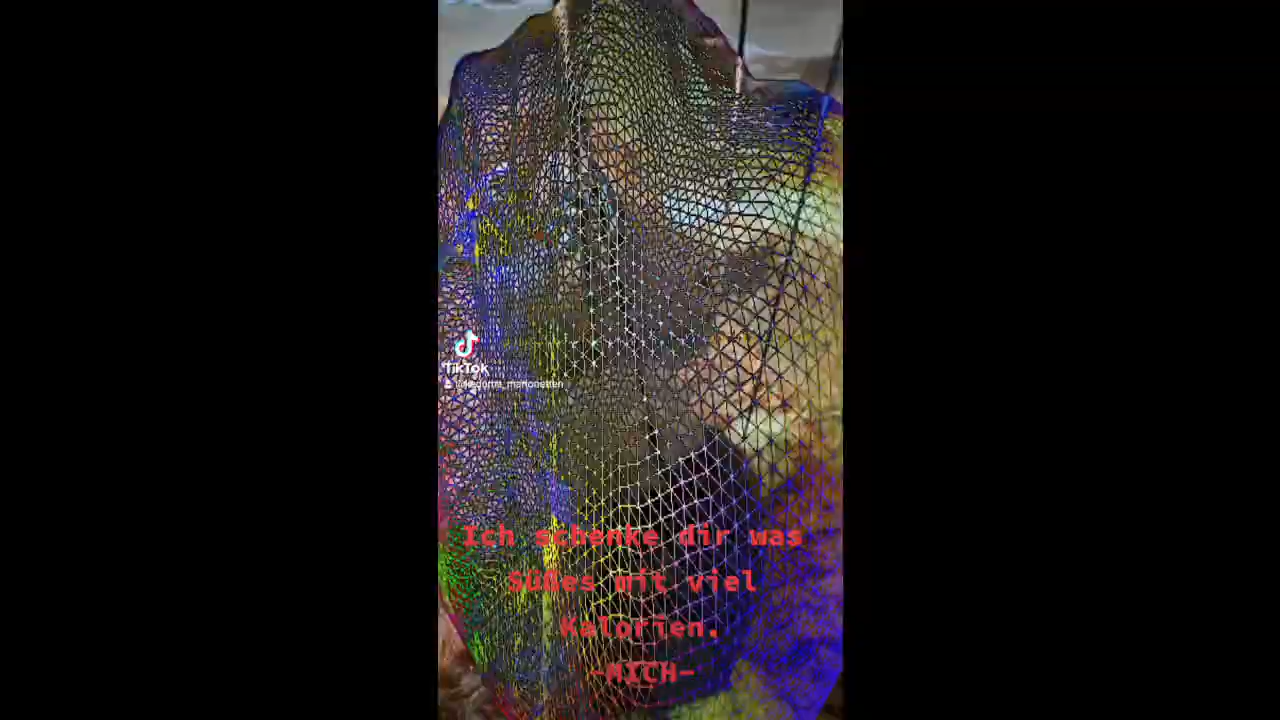 TikTok
Ich schenke dir was
Süßes mit viel
Kalorien.
-MICH-